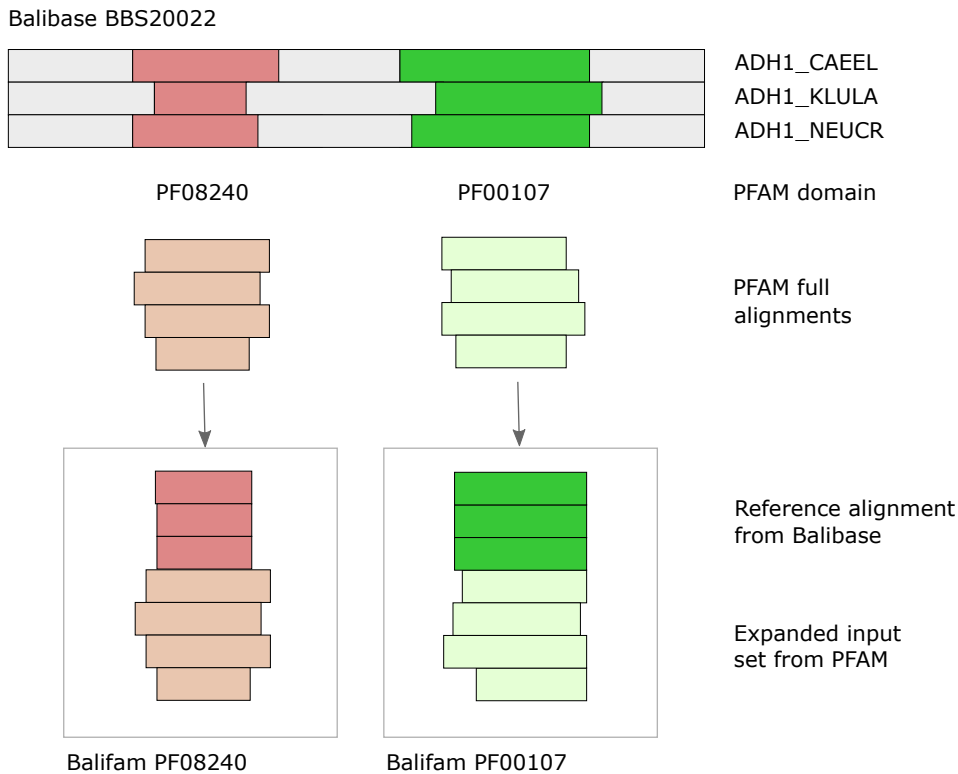 Balibase BBS20022
ADH1_CAEEL
ADH1_KLULA
ADH1_NEUCR
PF08240
PF00107
PFAM domain
PFAM full
alignments
Reference alignment
from Balibase
Expanded input
set from PFAM
Balifam PF08240
Balifam PF00107